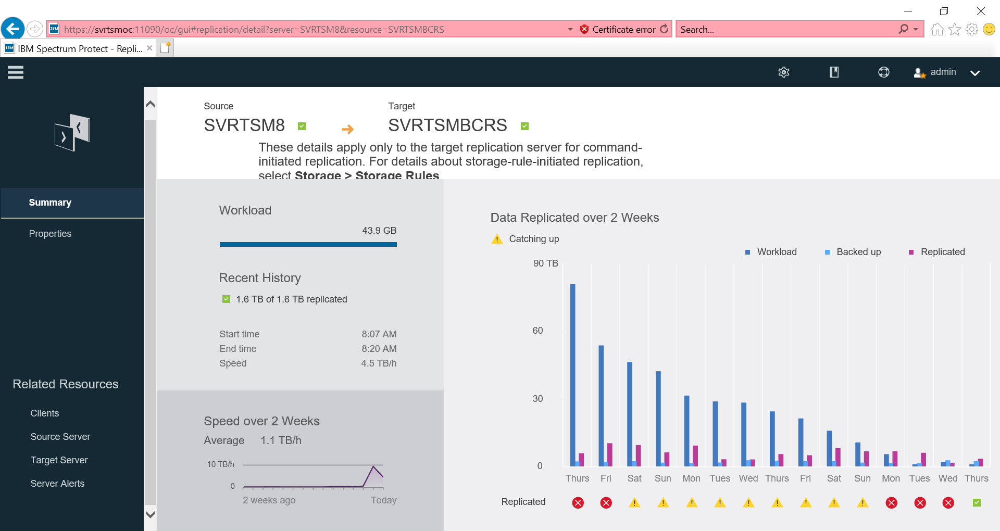 https://svrtsmoc:11090/oc/gui#replication/detail?server=SVRTSM8&resource=SVRTSMBCRS
Certificate error
Search...
IBM Spectrum Protect - Repli...
admin
Source
Target
SVRTSM8
SVRTSMBCRS
These details apply only to the target replication server for command-
initiated replication. For details about storage-rule-initiated replication,
select Storage > Storage Rules
Summary
Properties
Related Resources
Clients
Source Server
Target Server
Server Alerts
Workload
43.9 GB
Recent History
1.6 TB of 1.6 TB replicated
Start time 8:07 AM
End time 8:20 AM
Speed 4.5 TB/h
Speed over 2 Weeks
Average 1.1 TB/h
10 TB/h
0
2 weeks ago Today
Data Replicated over 2 Weeks
Catching up
Workload Backed up Replicated
90 TB
60
30
0
Thurs Fri Sat Sun Mon Tues Wed Thurs Fri Sat Sun Mon Tues Wed Thurs
Replicated